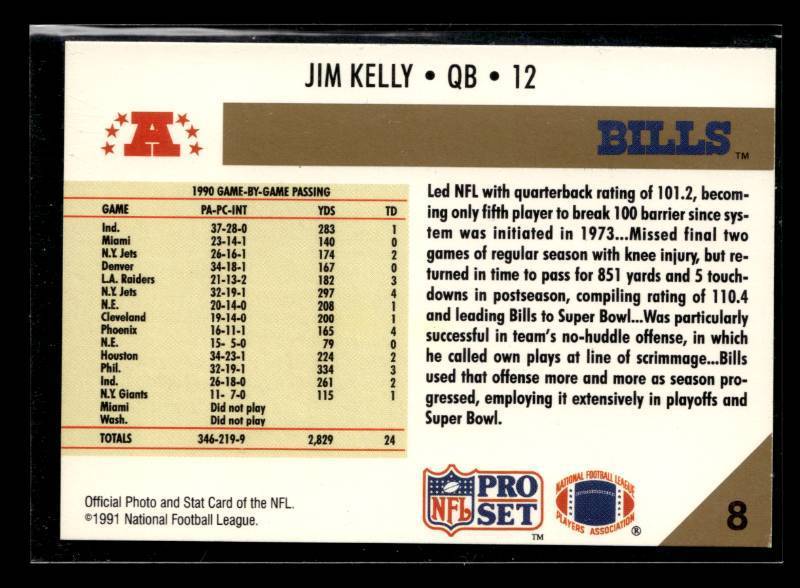 JIM KELLY • QB • 12
A
BILLS™
1990 GAME-BY-GAME PASSING
GAME PA-PC-INT YDS TD
Ind. 37-28-0 283 1
Miami 23-14-1 140 0
N.Y. Jets 26-16-1 174 2
Denver 34-18-1 167 0
L.A. Raiders 21-13-2 182 3
N.Y. Jets 32-19-1 297 4
N.E. 20-14-0 208 1
Cleveland 19-14-0 200 1
Phoenix 16-11-1 165 4
N.E. 15- 5-0 79 0
Houston 34-23-1 224 2
Phil. 32-19-1 334 3
Ind. 26-18-0 261 2
N.Y. Giants 11- 7-0 115 1
Miami Did not play
Wash. Did not play
TOTALS 346-219-9 2,829 24
Led NFL with quarterback rating of 101.2, becom-
ing only fifth player to break 100 barrier since sys-
tem was initiated in 1973...Missed final two
games of regular season with knee injury, but re-
turned in time to pass for 851 yards and 5 touch-
downs in postseason, compiling rating of 110.4
and leading Bills to Super Bowl...Was particularly
successful in team's no-huddle offense, in which
he called own plays at line of scrimmage...Bills
used that offense more and more as season pro-
gressed, employing it extensively in playoffs and
Super Bowl.
Official Photo and Stat Card of the NFL.
©1991 National Football League.
NFL PRO SET™
NATIONAL FOOTBALL LEAGUE
PLAYERS ASSOCIATION®
8